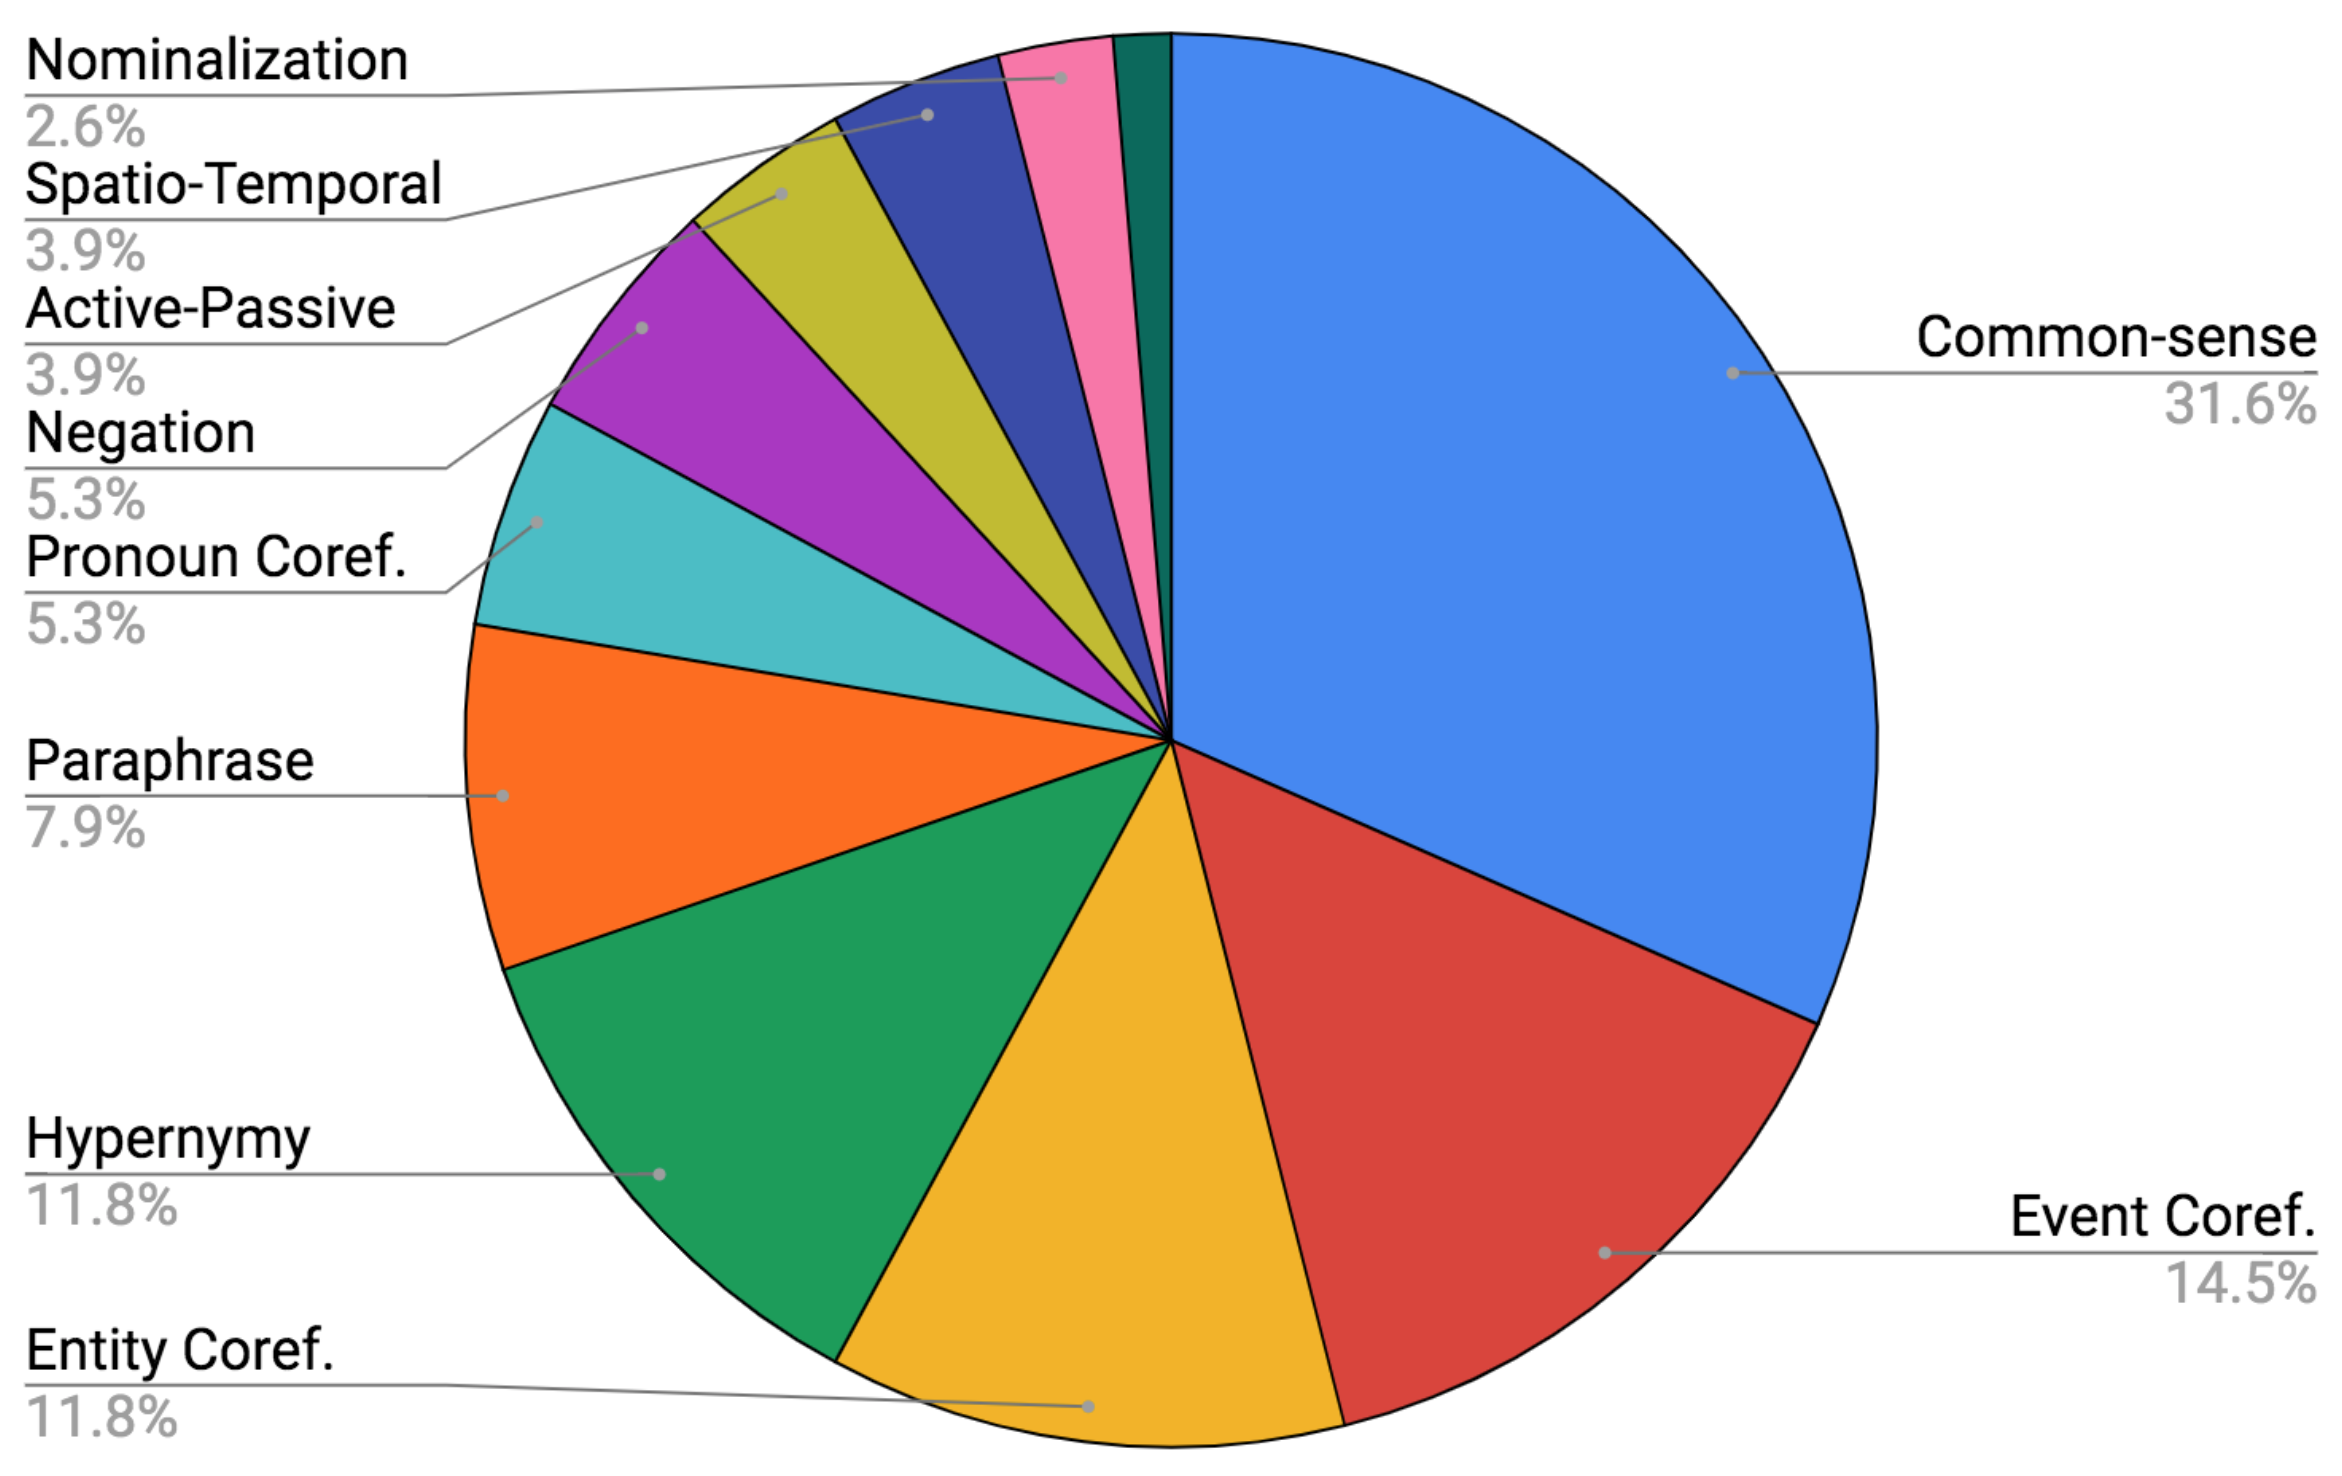 Nominalization
2.6%
Spatio-Temporal
3.9%
Active-Passive
3.9%
Negation
5.3%
Pronoun Coref.
5.3%
Paraphrase
7.9%
Hypernymy
11.8%
Entity Coref.
11.8%
Common-sense
31.6%
Event Coref.
14.5%